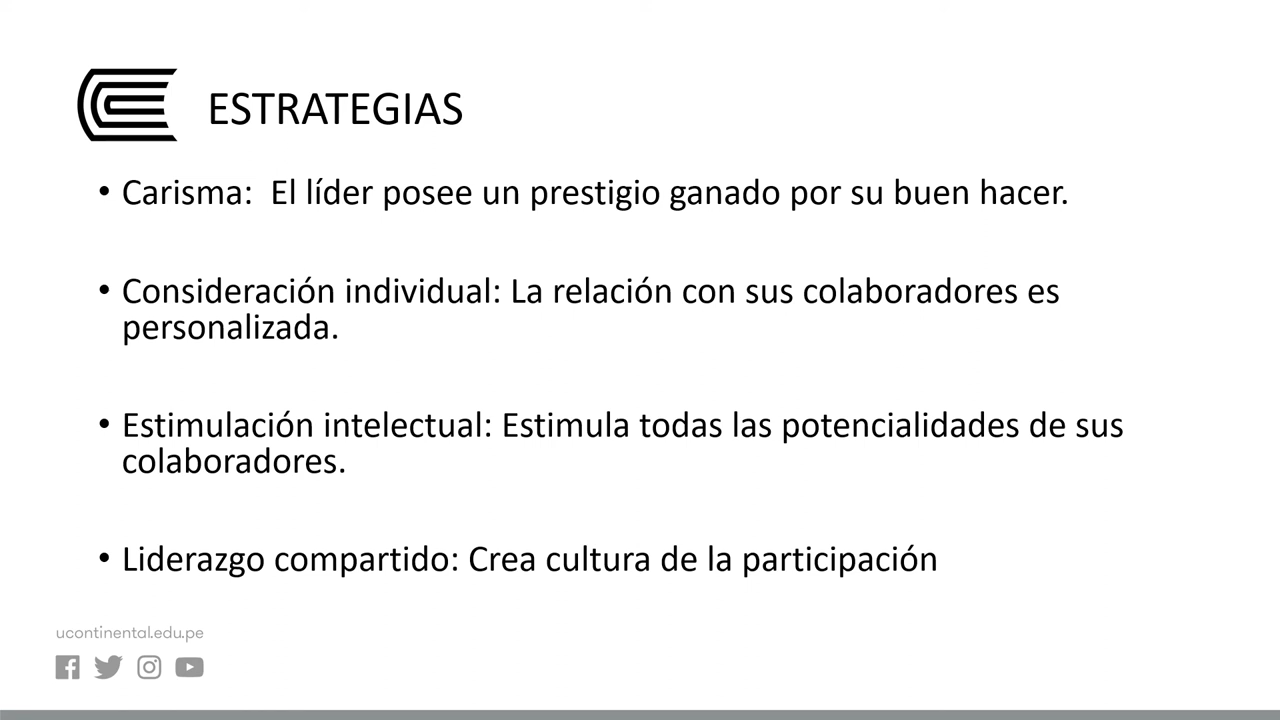 ESTRATEGIAS
• Carisma:  El líder posee un prestigio ganado por su buen hacer.
• Consideración individual: La relación con sus colaboradores es
personalizada.
• Estimulación intelectual: Estimula todas las potencialidades de sus
colaboradores.
• Liderazgo compartido: Crea cultura de la participación
ucontinental.edu.pe